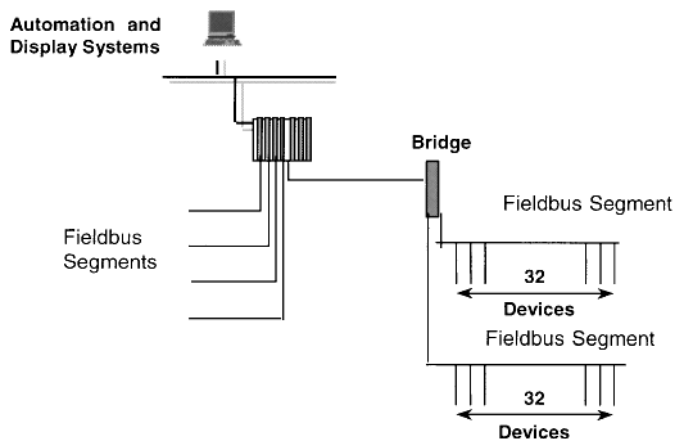 Automation and
Display Systems
Bridge
Fieldbus Segment
Fieldbus
Segments
32
Devices
Fieldbus Segment
32
Devices